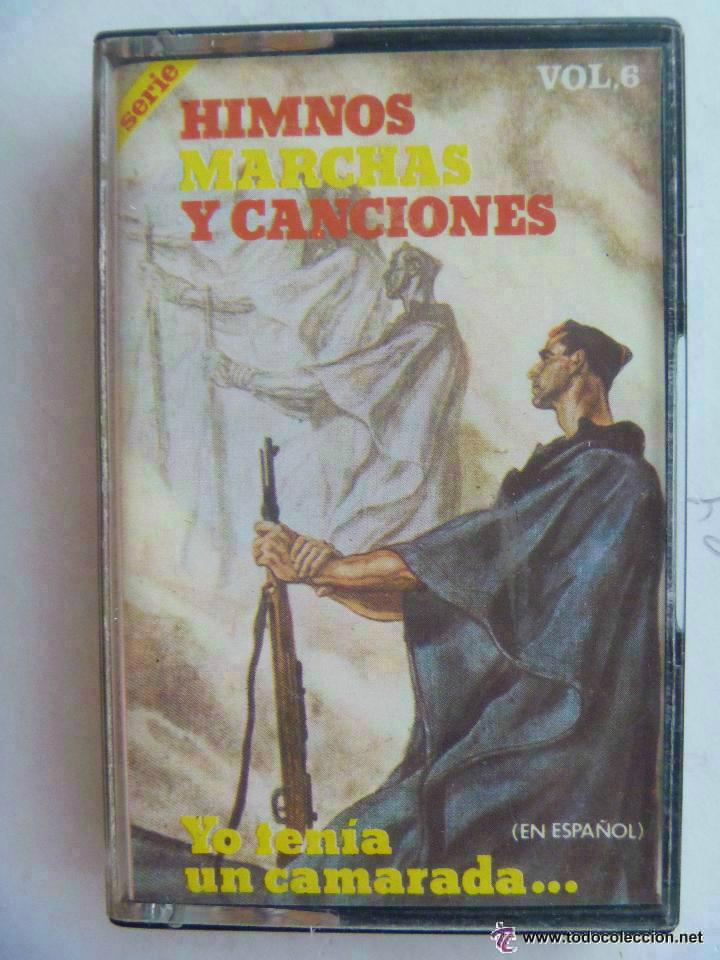 serie
VOL.6
HIMNOS
MARCHAS
Y CANCIONES
Yo tenía
un camarada...
(EN ESPAÑOL)
www.todocoleccion.net